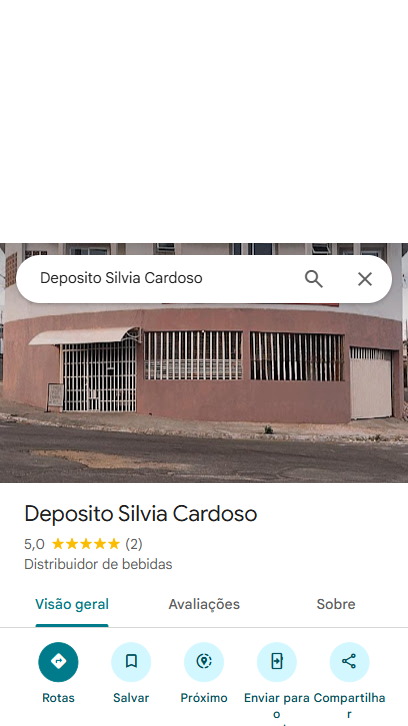 Deposito Silvia Cardoso
Deposito Silvia Cardoso
5,0 (2)
Distribuidor de bebidas
Visão geral
Avaliações
Sobre
Rotas
Salvar
Próximo
Enviar para o
Compartilhar